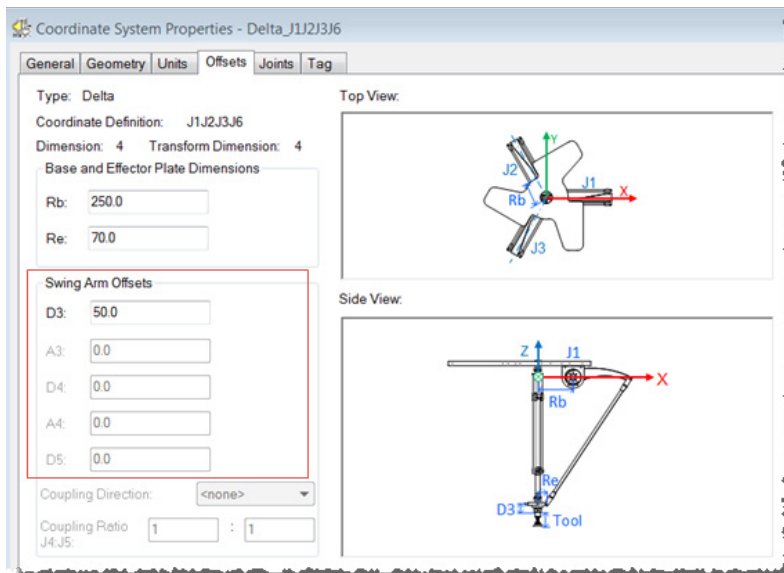 Coordinate System Properties - Delta_J1J2J3J6
General Geometry Units Offsets Joints Tag
Type: Delta
Coordinate Definition: J1J2J3J6
Dimension: 4 Transform Dimension: 4
Base and Effector Plate Dimensions
Rb: 250.0
Re: 70.0
Swing Arm Offsets
D3: 50.0
A3: 0.0
D4: 0.0
A4: 0.0
D5: 0.0
Coupling Direction: <none>
Coupling Ratio
J4:J5: 1 : 1
Top View:
Y
J2
J1
X
Rb
J3
Side View:
Z
J1
X
Rb
Re
D3
Tool